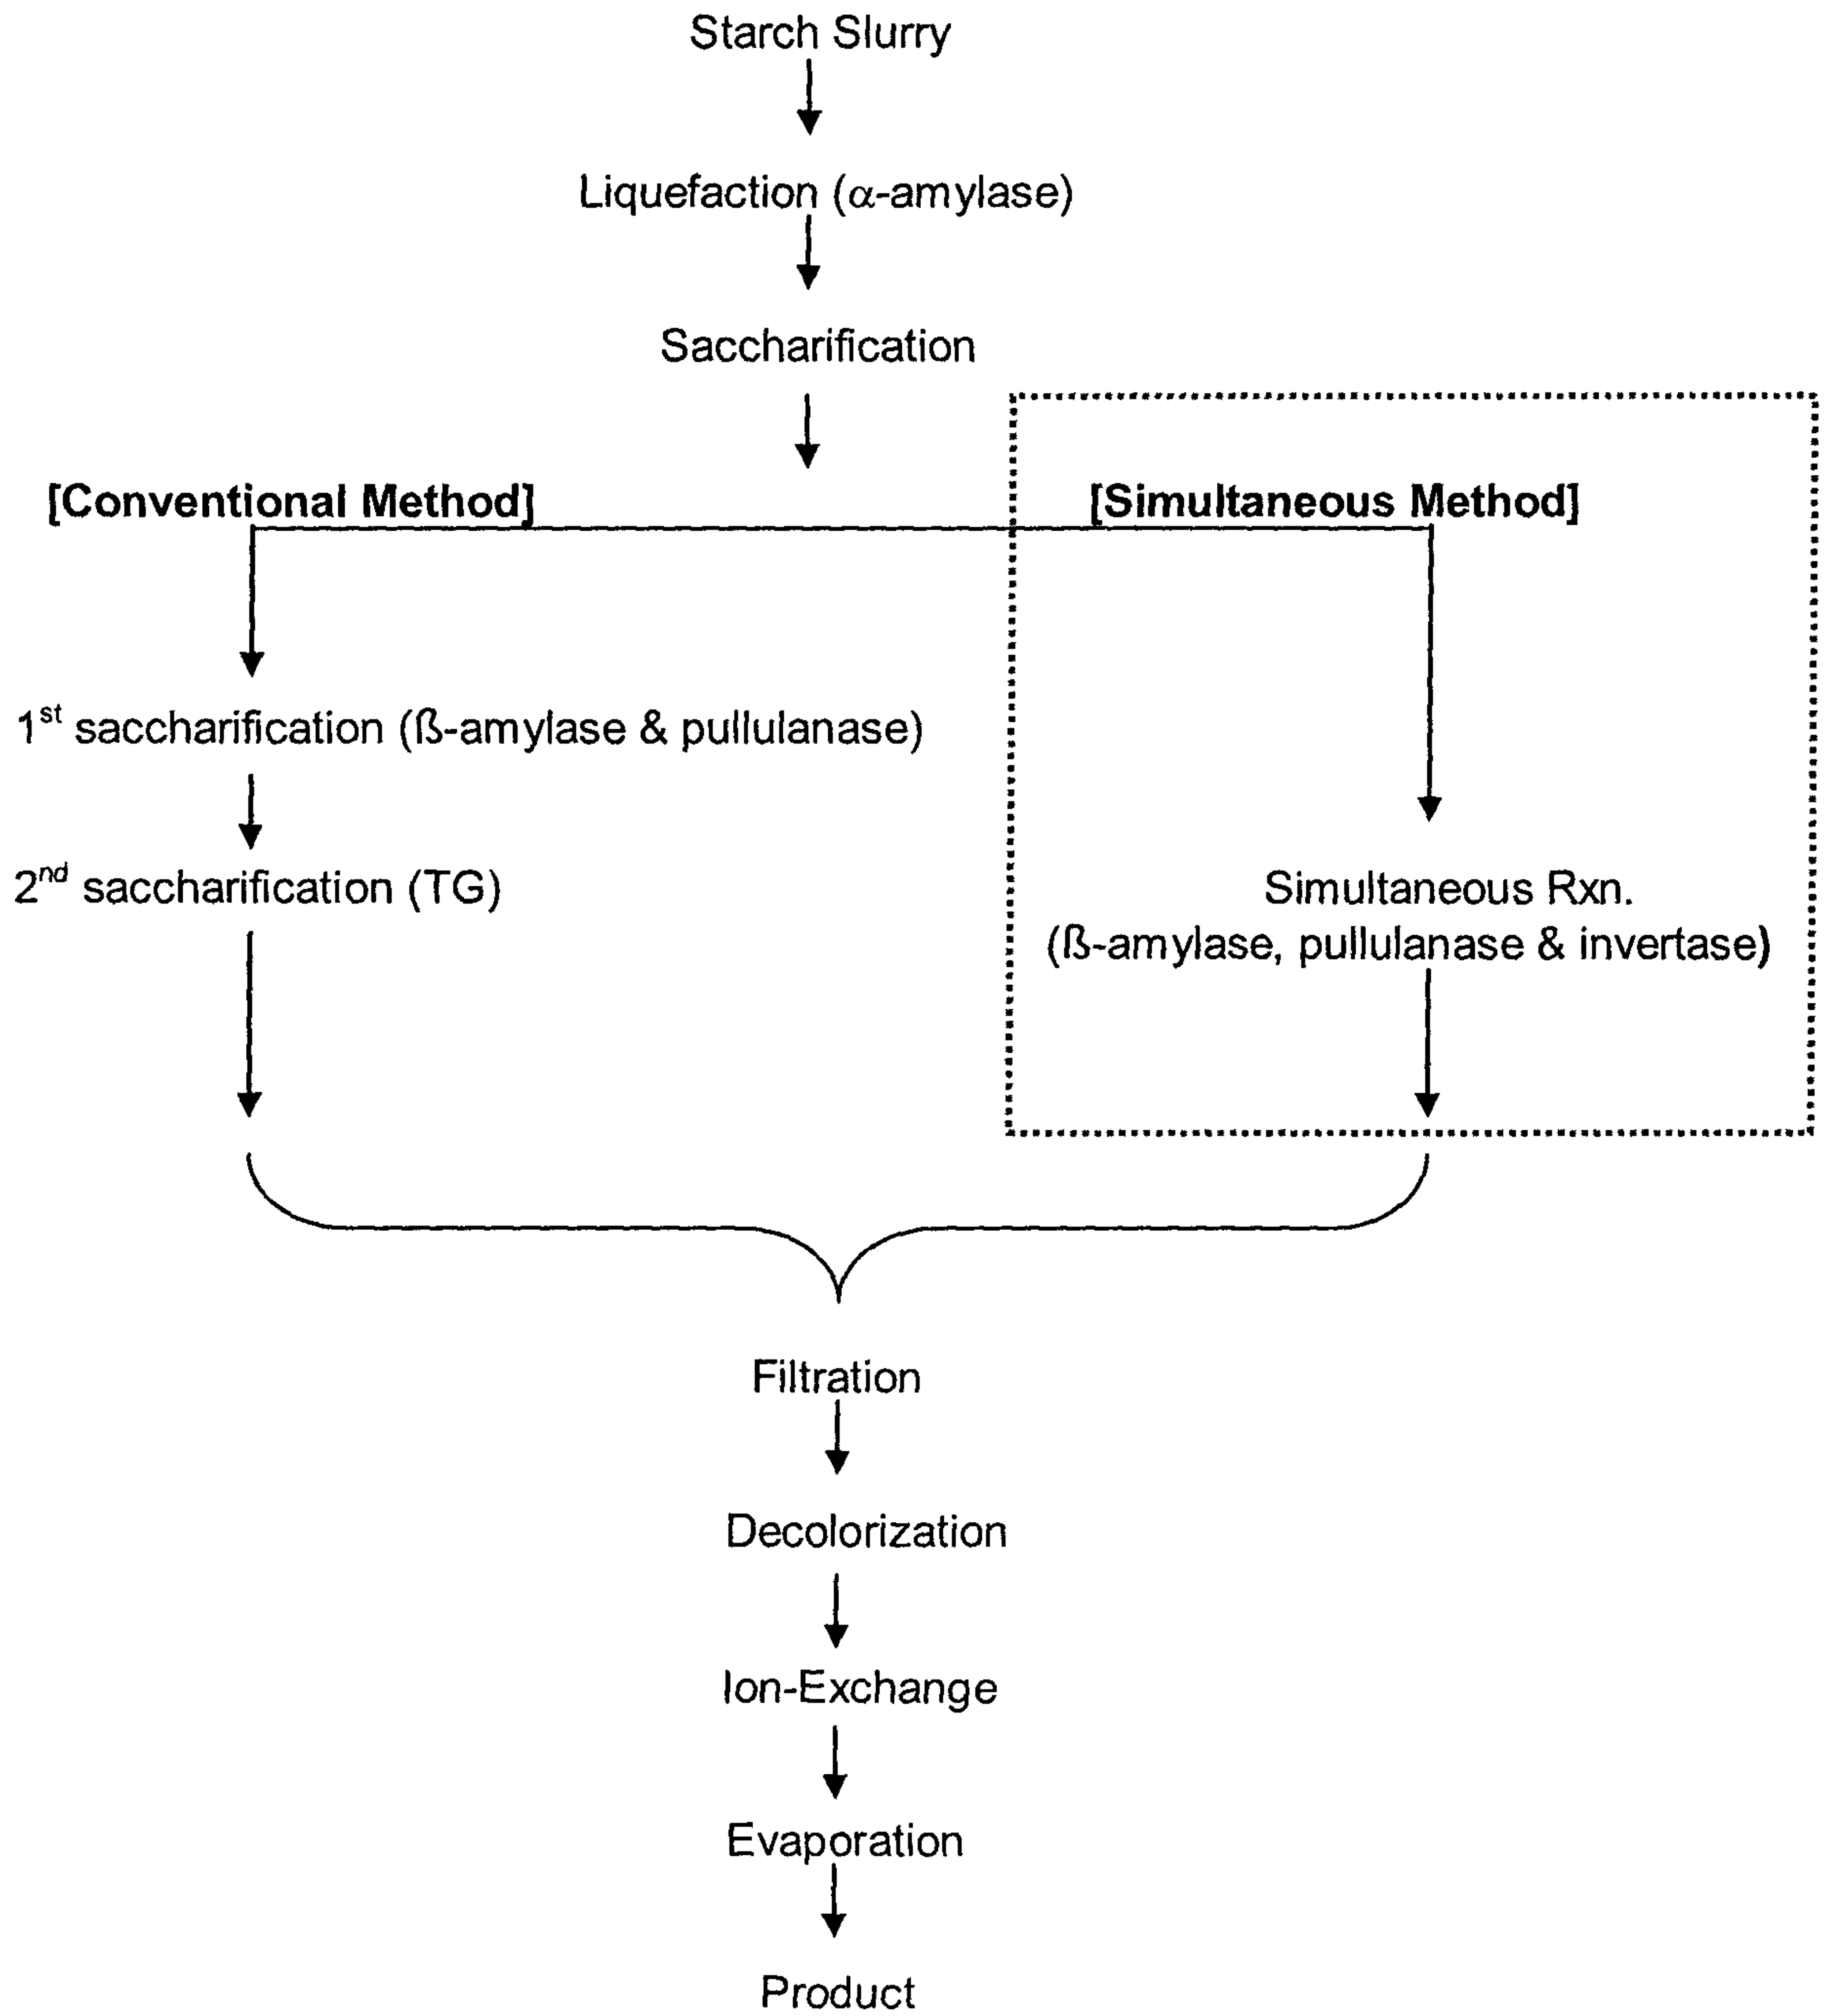 Starch Slurry
Liquefaction (α-amylase)
Saccharification
[Conventional Method]
[Simultaneous Method]
1st saccharification (ß-amylase & pullulanase)
2nd saccharification (TG)
Simultaneous Rxn.
(ß-amylase, pullulanase & invertase)
Filtration
Decolorization
Ion-Exchange
Evaporation
Product